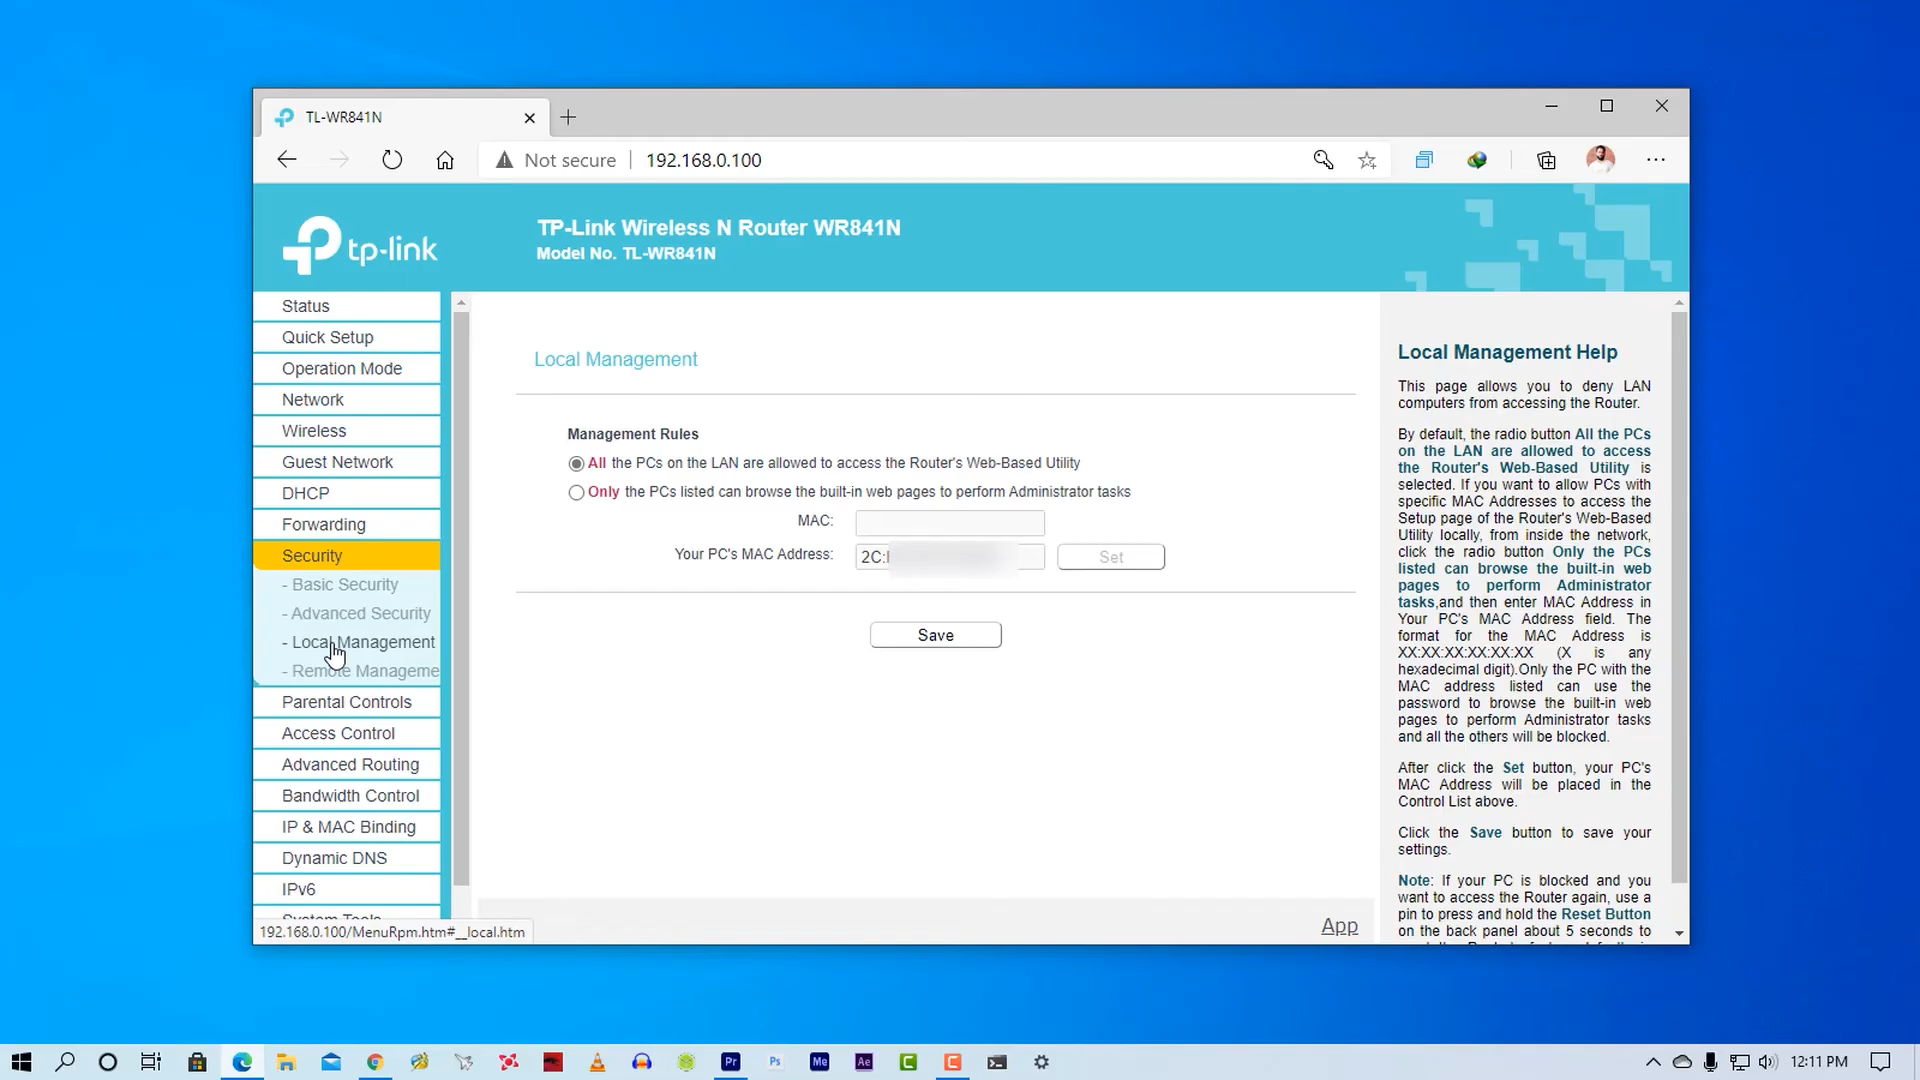 TL-WR841N
Not secure
192.168.0.100
tp-link
TP-Link Wireless N Router WR841N
Model No. TL-WR841N
Status
Quick Setup
Operation Mode
Network
Wireless
Guest Network
DHCP
Forwarding
Security
- Basic Security
- Advanced Security
- Local Management
- Remote Manageme
Parental Controls
Access Control
Advanced Routing
Bandwidth Control
IP & MAC Binding
Dynamic DNS
IPv6
System Tools
192.168.0.100/MenuRpm.htm#__local.htm
Local Management
Management Rules
All the PCs on the LAN are allowed to access the Router's Web-Based Utility
Only the PCs listed can browse the built-in web pages to perform Administrator tasks
MAC:
Your PC's MAC Address:
2C:
Set
Save
App
Local Management Help
This page allows you to deny LAN
computers from accessing the Router.
By default, the radio button All the PCs
on the LAN are allowed to access
the Router's Web-Based Utility is
selected. If you want to allow PCs with
specific MAC Addresses to access the
Setup page of the Router's Web-Based
Utility locally, from inside the network,
click the radio button Only the PCs
listed can browse the built-in web
pages to perform Administrator
tasks,and then enter MAC Address in
Your PC's MAC Address field. The
format for the MAC Address is
XX:XX:XX:XX:XX:XX (X is any
hexadecimal digit).Only the PC with the
MAC address listed can use the
password to browse the built-in web
pages to perform Administrator tasks
and all the others will be blocked.
After click the Set button, your PC's
MAC Address will be placed in the
Control List above.
Click the Save button to save your
settings.
Note: If your PC is blocked and you
want to access the Router again, use a
pin to press and hold the Reset Button
on the back panel about 5 seconds to
Pr
Ps
Me
Ae
C
C
12:11 PM